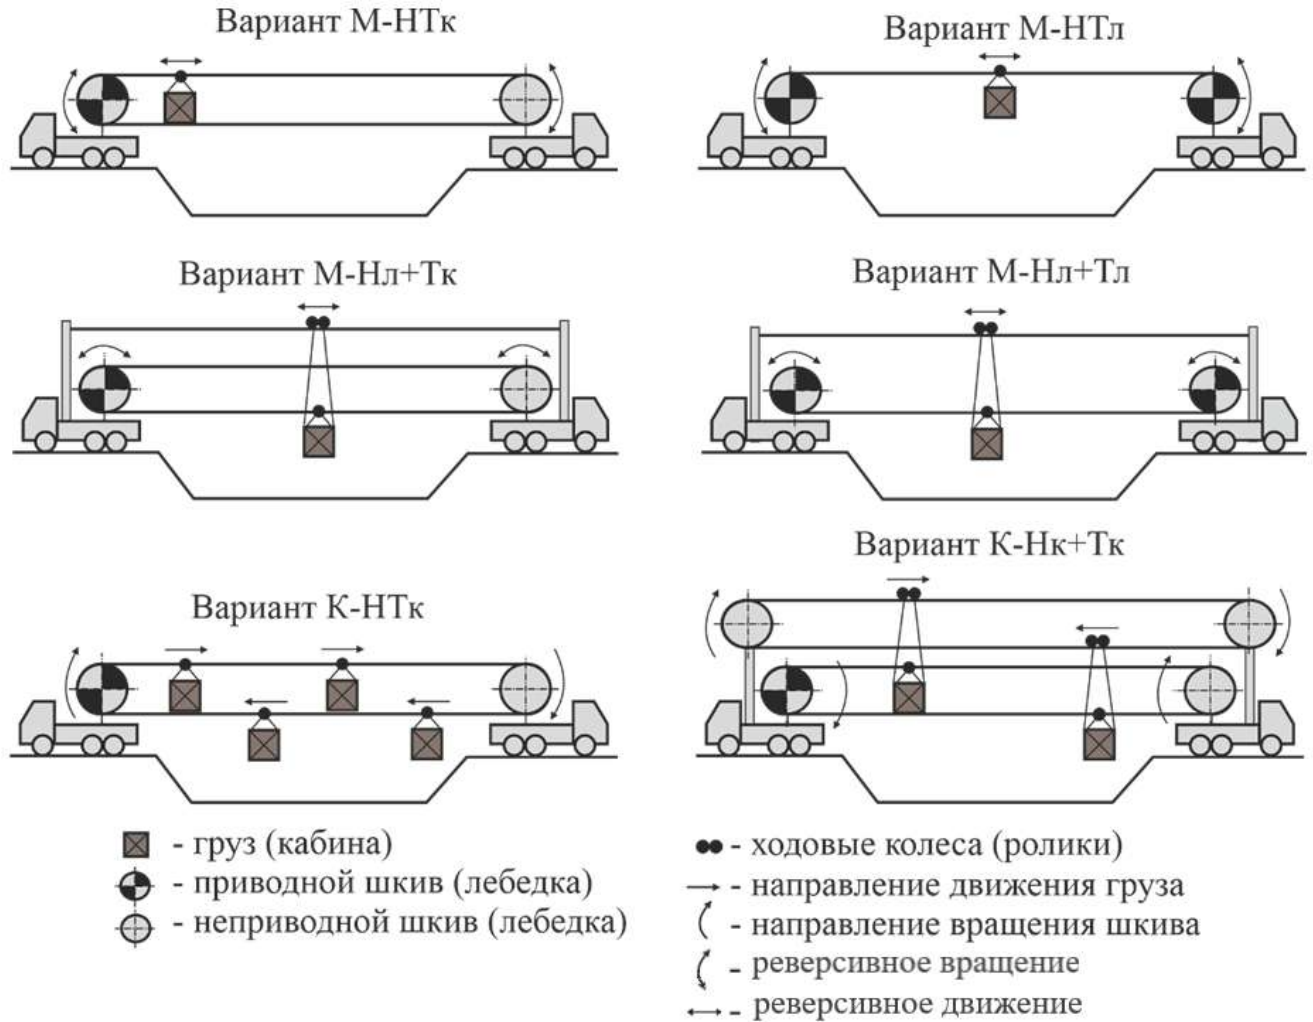 Вариант М-НТк
Вариант М-НТл
Вариант М-Нл+Тк
Вариант М-Нл+Тл
Вариант К-НТк
Вариант К-Нк+Тк
- груз (кабина)
- приводной шкив (лебедка)
- неприводной шкив (лебедка)
- ходовые колеса (ролики)
- направление движения груза
- направление вращения шкива
- реверсивное вращение
- реверсивное движение